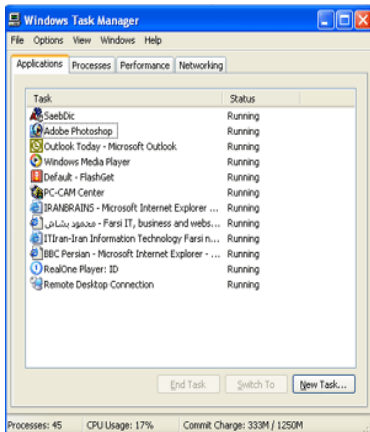 Windows Task Manager
File Options View Windows Help
Applications Processes Performance Networking
Task Status
SaebDic Running
Adobe Photoshop Running
Outlook Today - Microsoft Outlook Running
Windows Media Player Running
Default - FlashGet Running
PC-CAM Center Running
IRANBRAINS - Microsoft Internet Explorer ... Running
محمود بشاش - Farsi IT, business and webs... Running
ITIran-Iran Information Technology Farsi n... Running
BBC Persian - Microsoft Internet Explorer - ... Running
RealOne Player: ID Running
Remote Desktop Connection Running
End Task Switch To New Task...
Processes: 45 CPU Usage: 17% Commit Charge: 333M / 1250M